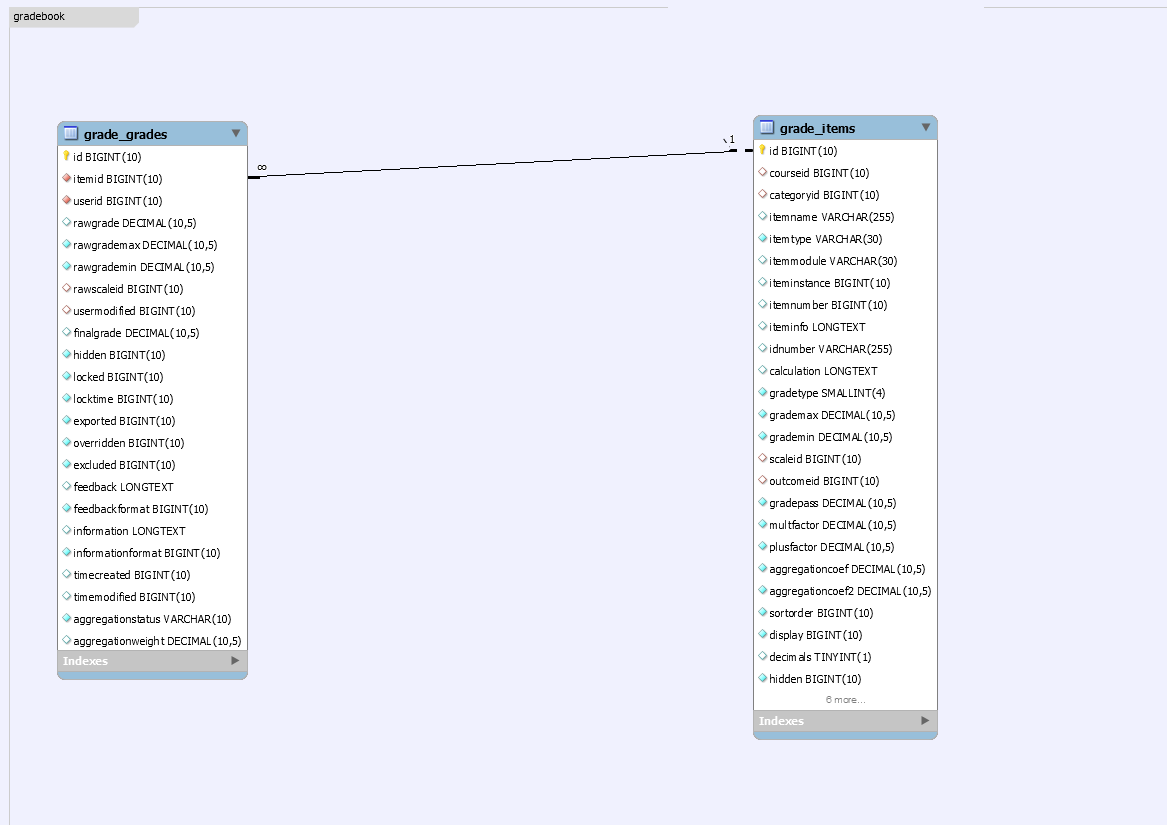 gradebook
grade_grades
id BIGINT(10)
itemid BIGINT(10)
userid BIGINT(10)
rawgrade DECIMAL(10,5)
rawgrademax DECIMAL(10,5)
rawgrademin DECIMAL(10,5)
rawscaleid BIGINT(10)
usermodified BIGINT(10)
finalgrade DECIMAL(10,5)
hidden BIGINT(10)
locked BIGINT(10)
locktime BIGINT(10)
exported BIGINT(10)
overridden BIGINT(10)
excluded BIGINT(10)
feedback LONGTEXT
feedbackformat BIGINT(10)
information LONGTEXT
informationformat BIGINT(10)
timecreated BIGINT(10)
timemodified BIGINT(10)
aggregationstatus VARCHAR(10)
aggregationweight DECIMAL(10,5)
Indexes
∞
1
grade_items
id BIGINT(10)
courseid BIGINT(10)
categoryid BIGINT(10)
itemname VARCHAR(255)
itemtype VARCHAR(30)
itemmodule VARCHAR(30)
iteminstance BIGINT(10)
itemnumber BIGINT(10)
iteminfo LONGTEXT
idnumber VARCHAR(255)
calculation LONGTEXT
gradetype SMALLINT(4)
grademax DECIMAL(10,5)
grademin DECIMAL(10,5)
scaleid BIGINT(10)
outcomeid BIGINT(10)
gradepass DECIMAL(10,5)
multfactor DECIMAL(10,5)
plusfactor DECIMAL(10,5)
aggregationcoef DECIMAL(10,5)
aggregationcoef2 DECIMAL(10,5)
sortorder BIGINT(10)
display BIGINT(10)
decimals TINYINT(1)
hidden BIGINT(10)
6 more...
Indexes